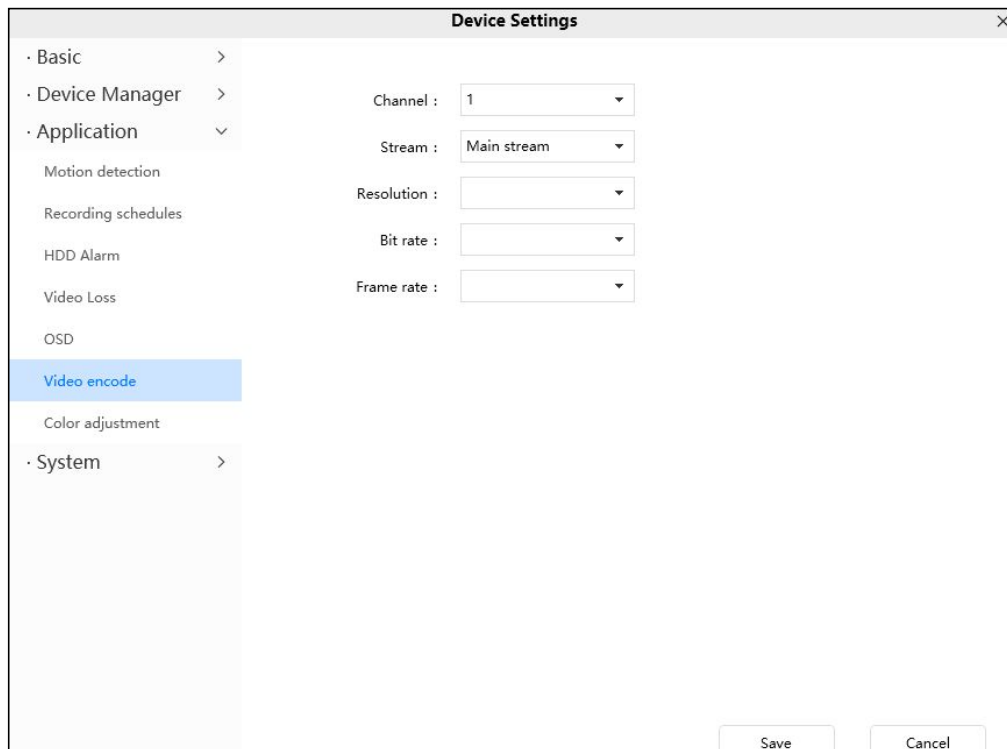 Device Settings
· Basic
· Device Manager
· Application
Motion detection
Recording schedules
HDD Alarm
Video Loss
OSD
Video encode
Color adjustment
· System
Channel : 1
Stream : Main stream
Resolution :
Bit rate :
Frame rate :
Save Cancel